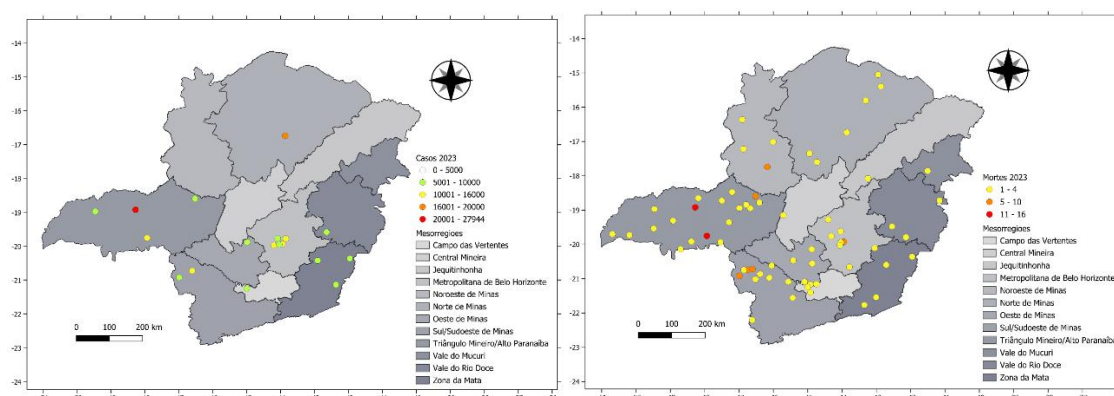 -14
-15
-16
-17
-18
-19
-20
-21
-22
-23
-24
Casos 2023
0 - 5000
5001 - 10000
10001 - 16000
16001 - 20000
20001 - 27944
Mesorregiões
Campo das Vertentes
Central Mineira
Jequitinhonha
Metropolitana de Belo Horizonte
Noroeste de Minas
Norte de Minas
Oeste de Minas
Sul/Sudoeste de Minas
Triângulo Mineiro/Alto Paranaíba
Vale do Mucuri
Vale do Rio Doce
Zona da Mata
0 100 200 km
-14
-15
-16
-17
-18
-19
-20
-21
-22
-23
-24
Mortes 2023
1 - 4
5 - 10
11 - 16
Mesorregiões
Campo das Vertentes
Central Mineira
Jequitinhonha
Metropolitana de Belo Horizonte
Noroeste de Minas
Norte de Minas
Oeste de Minas
Sul/Sudoeste de Minas
Triângulo Mineiro/Alto Paranaíba
Vale do Mucuri
Vale do Rio Doce
Zona da Mata
0 100 200 km